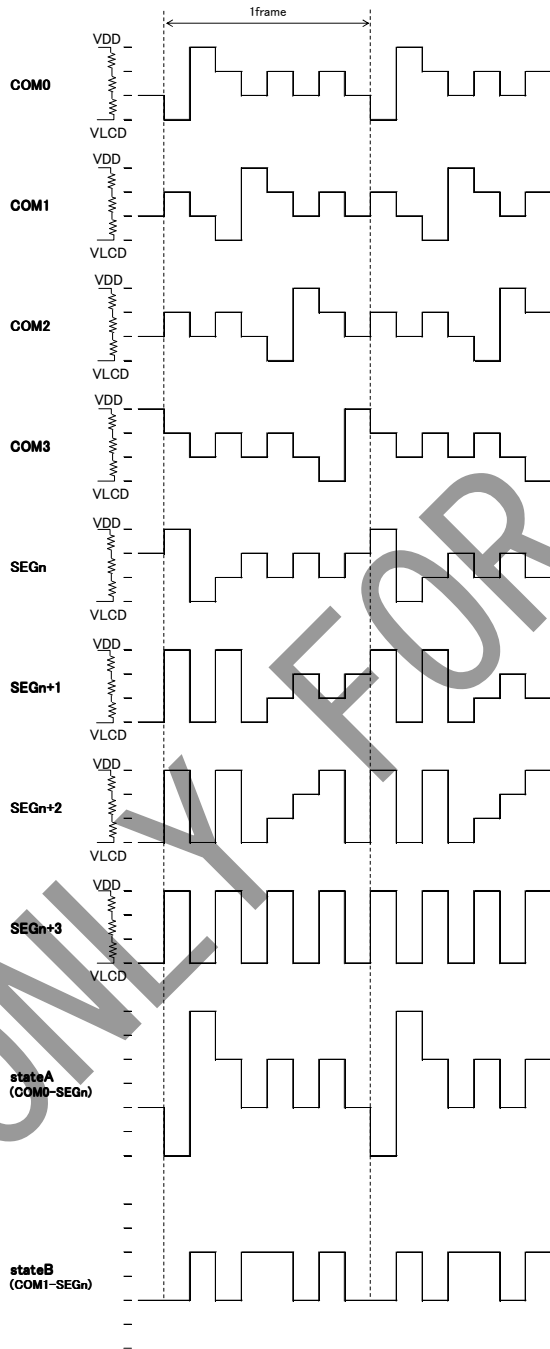 1frame
VDD
COM0
VLCD
VDD
COM1
VLCD
VDD
COM2
VLCD
VDD
COM3
VLCD
VDD
SEGn
VLCD
VDD
SEGn+1
VLCD
VDD
SEGn+2
VLCD
VDD
SEGn+3
VLCD
stateA
(COM0-SEGn)
stateB
(COM1-SEGn)
ONLY FOR